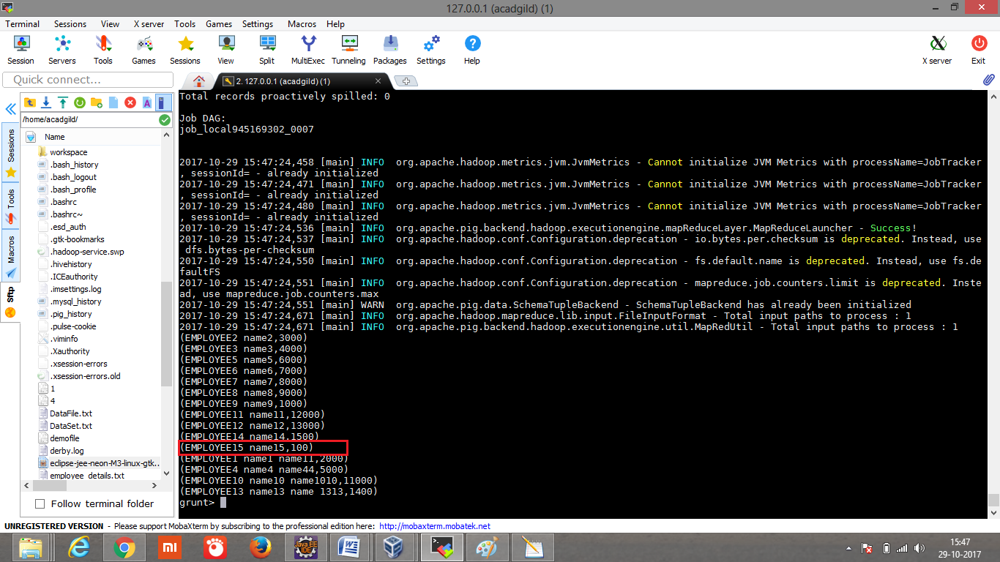 127.0.0.1 (acadgild) (1)
Terminal Sessions View X server Tools Games Settings Macros Help
Session Servers Tools Games Sessions View Split MultiExec Tunneling Packages Settings Help X server Exit
Quick connect...
2. 127.0.0.1 (acadgild) (1)
/home/acadgild/
Name
Sessions
Tools
Macros
Sftp
workspace
.bash_history
.bash_logout
.bash_profile
.bashrc
.bashrc~
.esd_auth
.gtk-bookmarks
.hadoop-service.swp
.hivehistory
.ICEauthority
.imsettings.log
.mysql_history
.pig_history
.pulse-cookie
.viminfo
.Xauthority
.xsession-errors
.xsession-errors.old
1
4
DataFile.txt
DataSet.txt
demofile
derby.log
eclipse-jee-neon-M3-linux-gtk..
employee_details.txt
Follow terminal folder
Total records proactively spilled: 0
Job DAG:
job_local945169302_0007
2017-10-29 15:47:24,458 [main] INFO  org.apache.hadoop.metrics.jvm.JvmMetrics - Cannot initialize JVM Metrics with processName=JobTracker
, sessionId= - already initialized
2017-10-29 15:47:24,471 [main] INFO  org.apache.hadoop.metrics.jvm.JvmMetrics - Cannot initialize JVM Metrics with processName=JobTracker
, sessionId= - already initialized
2017-10-29 15:47:24,480 [main] INFO  org.apache.hadoop.metrics.jvm.JvmMetrics - Cannot initialize JVM Metrics with processName=JobTracker
, sessionId= - already initialized
2017-10-29 15:47:24,536 [main] INFO  org.apache.pig.backend.hadoop.executionengine.mapReduceLayer.MapReduceLauncher - Success!
2017-10-29 15:47:24,537 [main] INFO  org.apache.hadoop.conf.Configuration.deprecation - io.bytes.per.checksum is deprecated. Instead, use
dfs.bytes-per-checksum
2017-10-29 15:47:24,550 [main] INFO  org.apache.hadoop.conf.Configuration.deprecation - fs.default.name is deprecated. Instead, use fs.de
faultFS
2017-10-29 15:47:24,551 [main] INFO  org.apache.hadoop.conf.Configuration.deprecation - mapreduce.job.counters.limit is deprecated. Inste
ad, use mapreduce.job.counters.max
2017-10-29 15:47:24,551 [main] WARN  org.apache.pig.data.SchemaTupleBackend - SchemaTupleBackend has already been initialized
2017-10-29 15:47:24,671 [main] INFO  org.apache.hadoop.mapreduce.lib.input.FileInputFormat - Total input paths to process : 1
2017-10-29 15:47:24,671 [main] INFO  org.apache.pig.backend.hadoop.executionengine.util.MapRedUtil - Total input paths to process : 1
(EMPLOYEE2 name2,3000)
(EMPLOYEE3 name3,4000)
(EMPLOYEE5 name5,6000)
(EMPLOYEE6 name6,7000)
(EMPLOYEE7 name7,8000)
(EMPLOYEE8 name8,9000)
(EMPLOYEE9 name9,1000)
(EMPLOYEE11 name11,12000)
(EMPLOYEE12 name12,13000)
(EMPLOYEE14 name14,1500)
(EMPLOYEE15 name15,100)
(EMPLOYEE1 name1 name11,2000)
(EMPLOYEE4 name4 name44,5000)
(EMPLOYEE10 name10 name1010,11000)
(EMPLOYEE13 name13 name 1313,1400)
grunt>
UNREGISTERED VERSION - Please support MobaXterm by subscribing to the professional edition here: http://mobaxterm.mobatek.net
mi
Java EE
IDE
15:47
29-10-2017